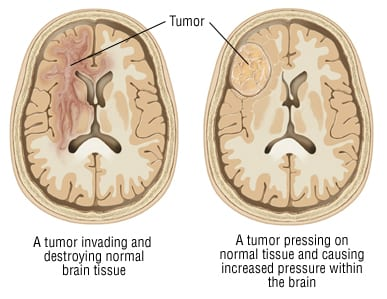 Tumor
A tumor invading and
destroying normal
brain tissue
A tumor pressing on
normal tissue and causing
increased pressure within
the brain